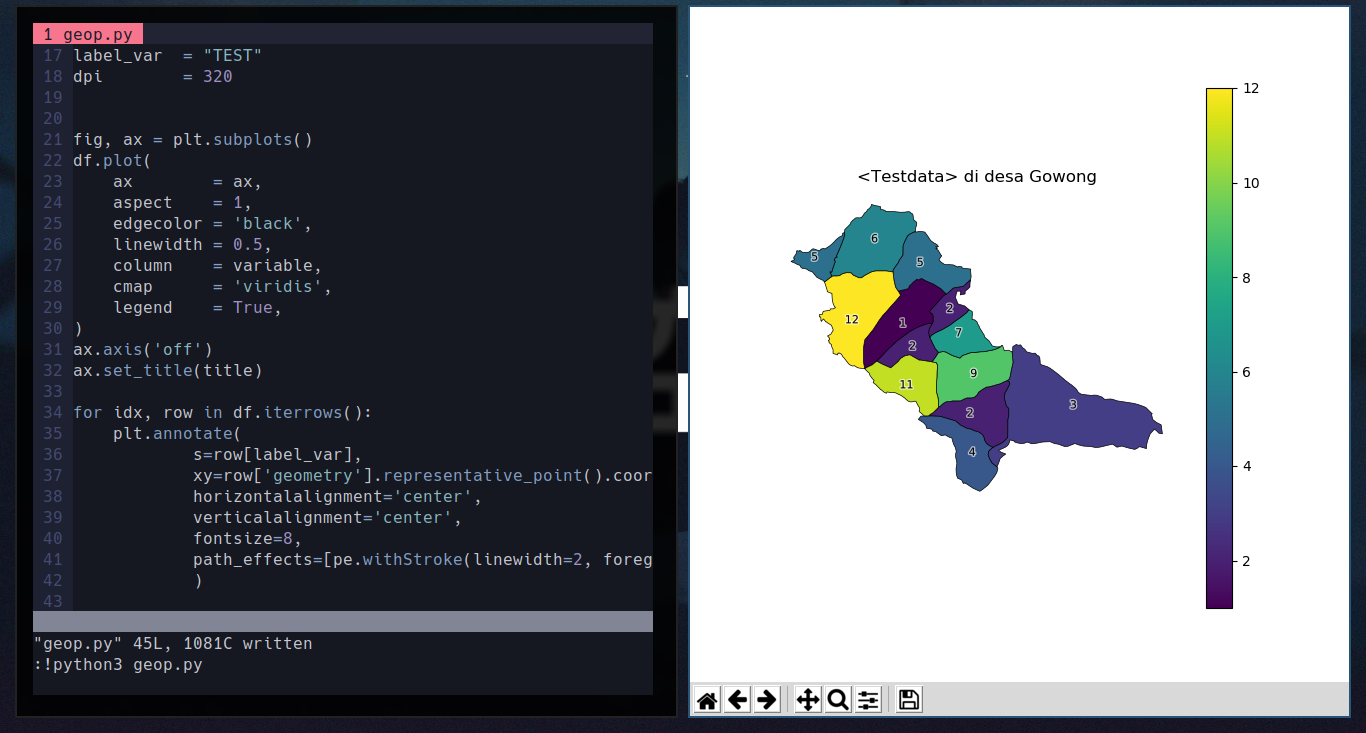 1 geop.py
17 label_var  = "TEST"
18 dpi        = 320
19
20
21 fig, ax = plt.subplots()
22 df.plot(
23     ax        = ax,
24     aspect    = 1,
25     edgecolor = 'black',
26     linewidth = 0.5,
27     column    = variable,
28     cmap      = 'viridis',
29     legend    = True,
30 )
31 ax.axis('off')
32 ax.set_title(title)
33
34 for idx, row in df.iterrows():
35     plt.annotate(
36             s=row[label_var],
37             xy=row['geometry'].representative_point().coor
38             horizontalalignment='center',
39             verticalalignment='center',
40             fontsize=8,
41             path_effects=[pe.withStroke(linewidth=2, foreg
42             )
43
"geop.py" 45L, 1081C written
:!python3 geop.py
<Testdata> di desa Gowong
6
5
5
2
12
1
7
2
9
11
3
2
4
12
10
8
6
4
2